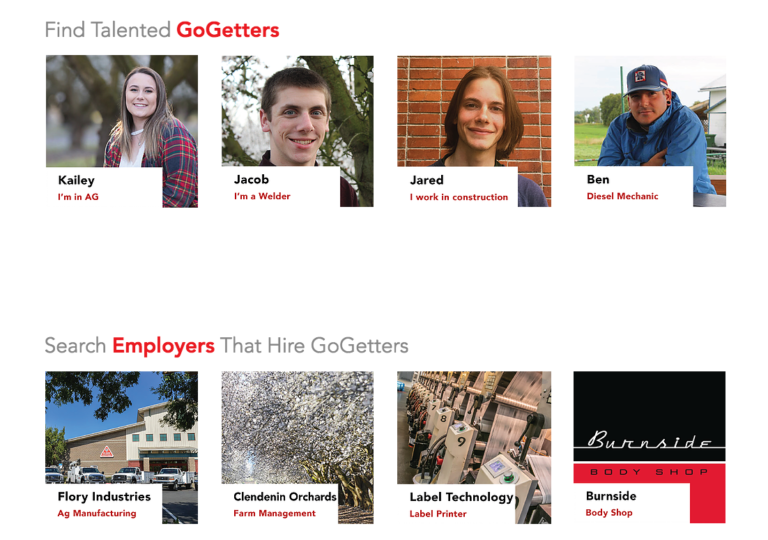 Find Talented GoGetters
Kailey
I'm in AG
Jacob
I'm a Welder
Jared
I work in construction
Ben
Diesel Mechanic
Search Employers That Hire GoGetters
Flory Industries
Ag Manufacturing
Clendenin Orchards
Farm Management
8
9
Label Technology
Label Printer
Burnside
BODY SHOP
Burnside
Body Shop